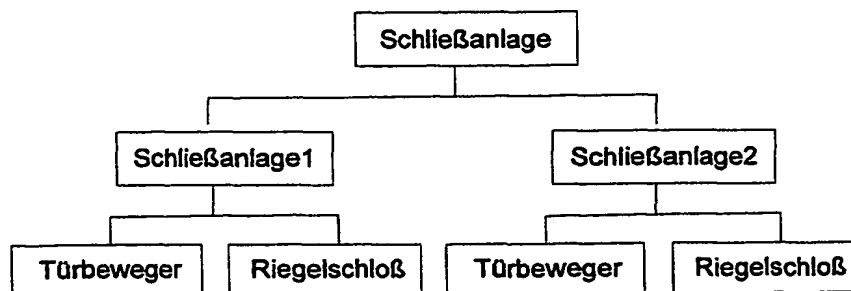 Schließanlage
Schließanlage1
Schließanlage2
Türbeweger
Riegelschloß
Türbeweger
Riegelschloß